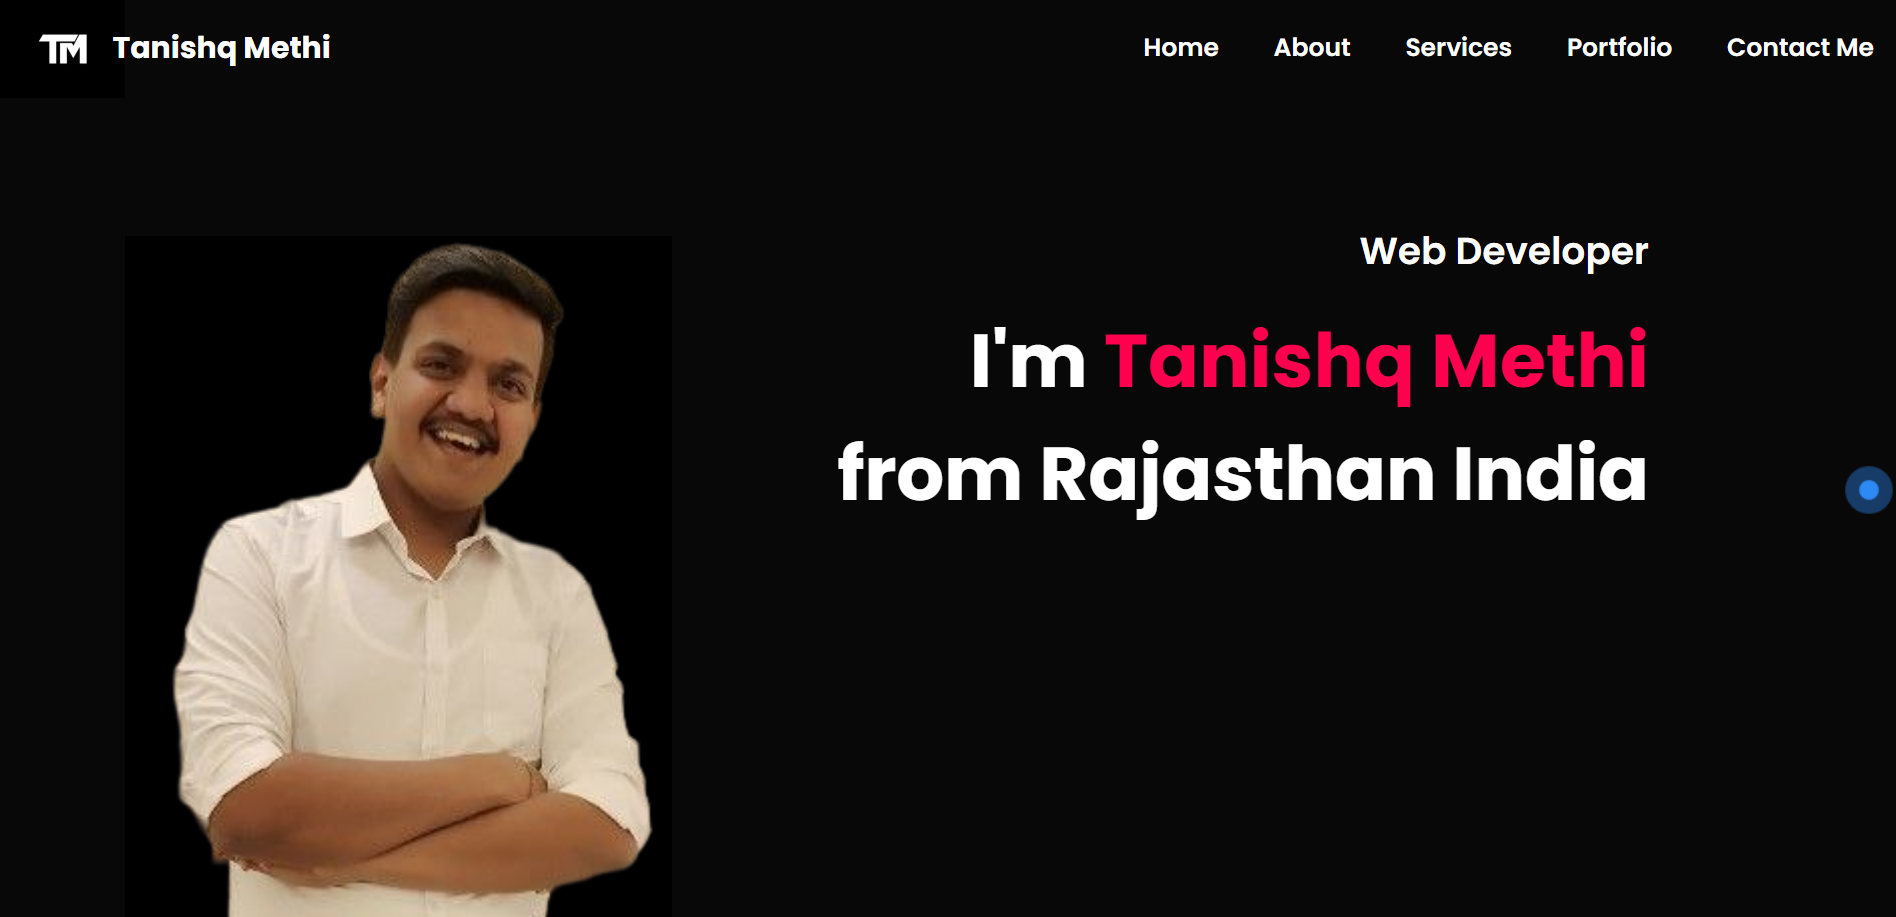 TM Tanishq Methi
Home About Services Portfolio Contact Me
Web Developer
I'm Tanishq Methi
from Rajasthan India